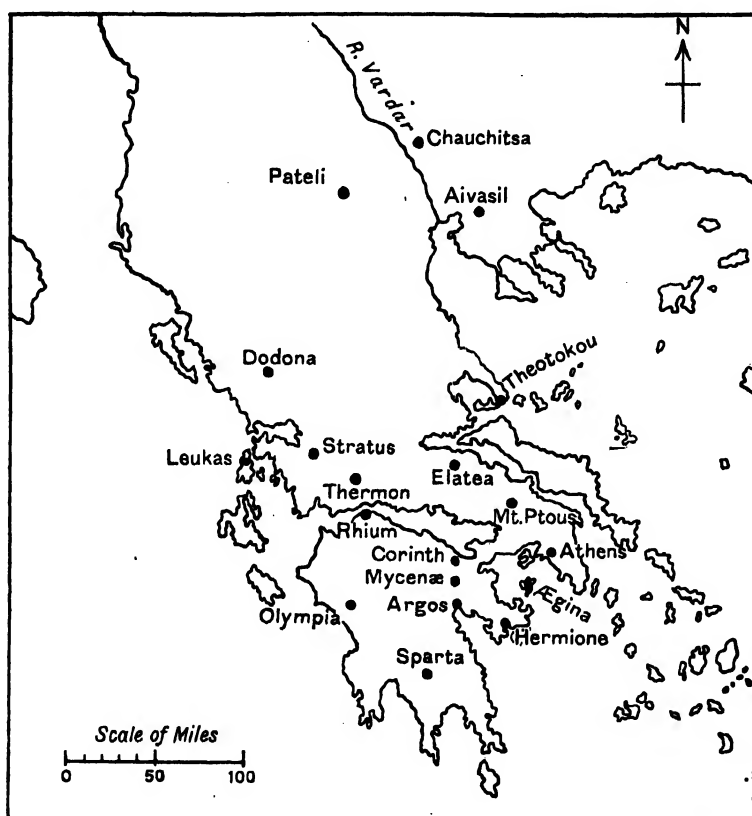 N
R. Vardar
Chauchitsa
Pateli
Aivasil
Dodona
Theotokou
Stratus
Leukas
Elatea
Thermon
Mt. Ptous
Rhium
Corinth
Athens
Mycenæ
Ægina
Olympia
Argos
Hermione
Sparta
Scale of Miles
0 50 100